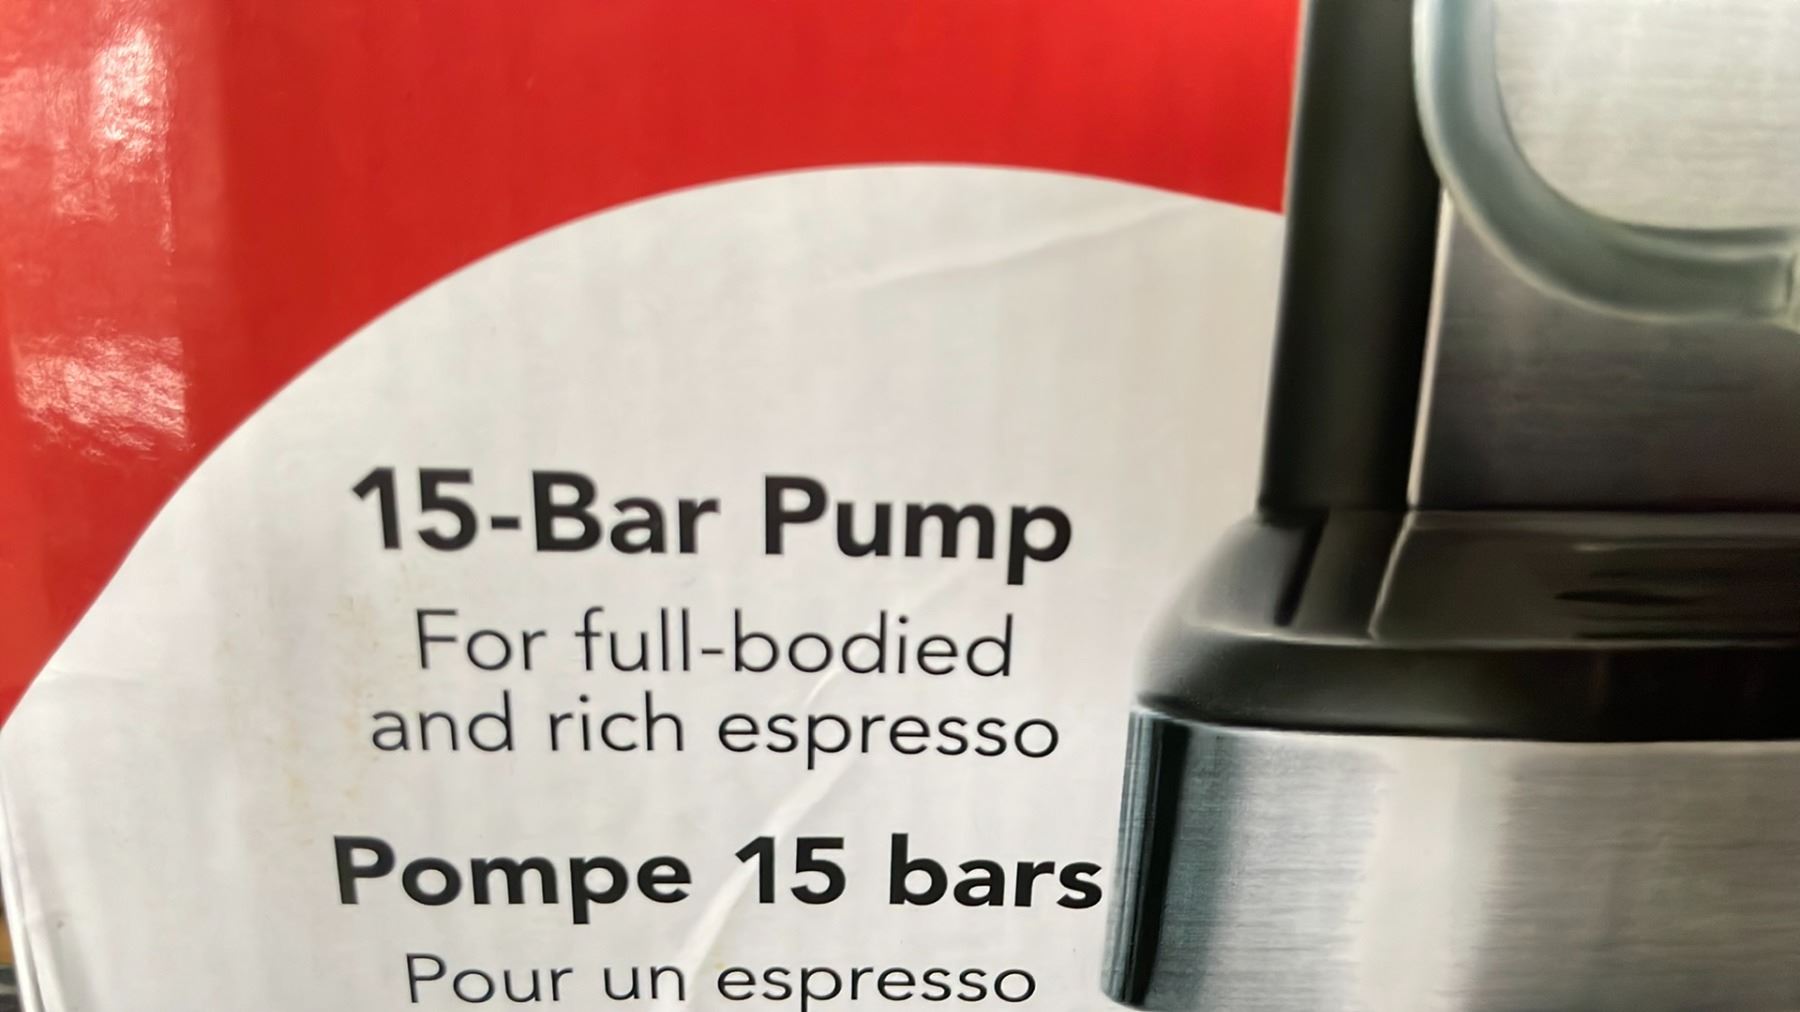 15-Bar Pump
For full-bodied
and rich espresso
Pompe 15 bars
Pour un espresso